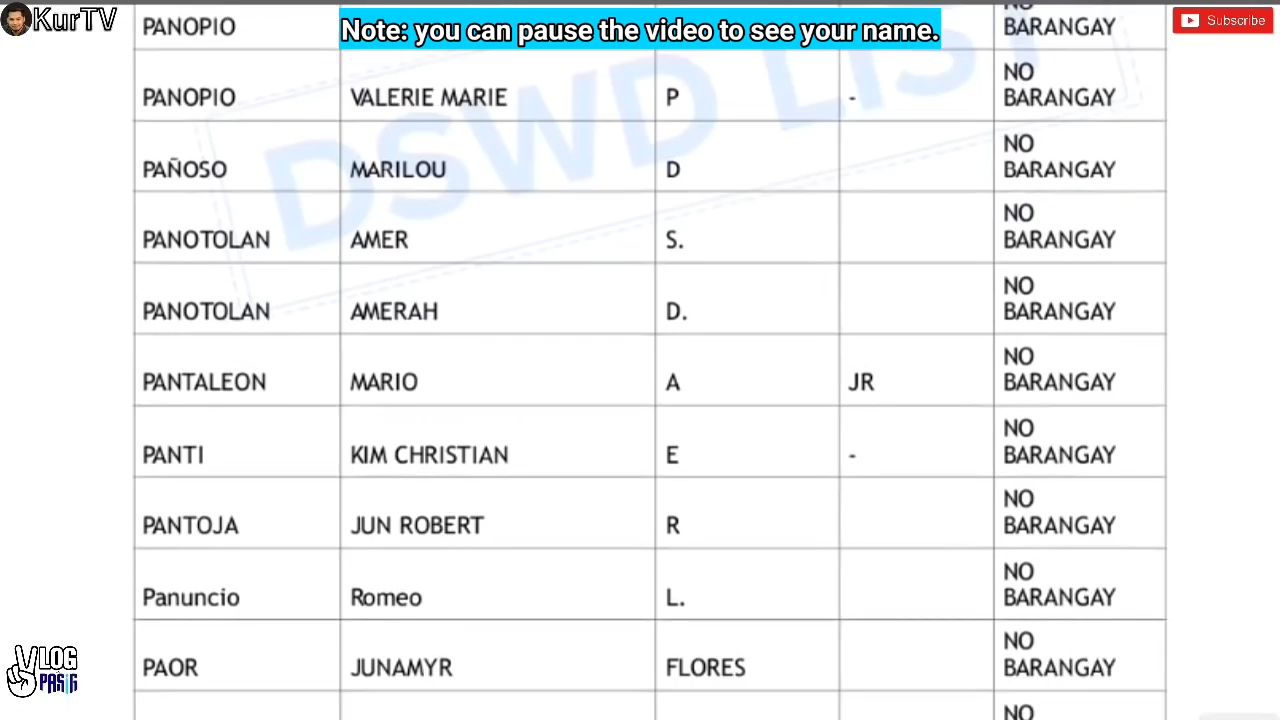 KurTV
Note: you can pause the video to see your name.
Subscribe
DSWD LIST
PANOPIO BARANGAY
PANOPIO VALERIE MARIE P - NO BARANGAY
PAÑOSO MARILOU D NO BARANGAY
PANOTOLAN AMER S. NO BARANGAY
PANOTOLAN AMERAH D. NO BARANGAY
PANTALEON MARIO A JR NO BARANGAY
PANTI KIM CHRISTIAN E - NO BARANGAY
PANTOJA JUN ROBERT R NO BARANGAY
Panuncio Romeo L. NO BARANGAY
PAOR JUNAMYR FLORES NO BARANGAY
NO
VLOG
PASIG